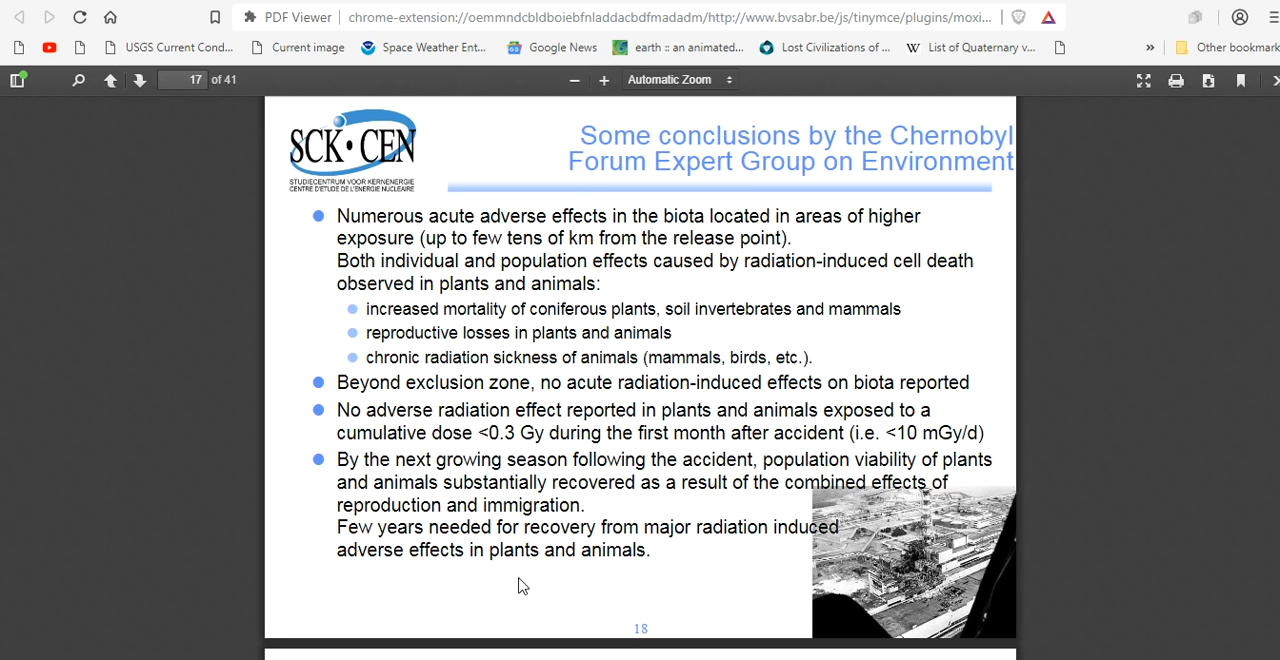 PDF Viewer
chrome-extension://oemmndcbldboiebfnladdacbdfmadadm/http://www.bvsabr.be/js/tinymce/plugins/moxi...
USGS Current Cond...
Current image
Space Weather Ent...
Google News
earth :: an animated...
Lost Civilizations of ...
W List of Quaternary v...
»
Other bookmark
17 of 41
Automatic Zoom
SCK•CEN
STUDIECENTRUM VOOR KERNENERGIE
CENTRE D'ETUDE DE L'ENERGIE NUCLEAIRE
Some conclusions by the Chernobyl
Forum Expert Group on Environment
Numerous acute adverse effects in the biota located in areas of higher
exposure (up to few tens of km from the release point).
Both individual and population effects caused by radiation-induced cell death
observed in plants and animals:
increased mortality of coniferous plants, soil invertebrates and mammals
reproductive losses in plants and animals
chronic radiation sickness of animals (mammals, birds, etc.).
Beyond exclusion zone, no acute radiation-induced effects on biota reported
No adverse radiation effect reported in plants and animals exposed to a
cumulative dose <0.3 Gy during the first month after accident (i.e. <10 mGy/d)
By the next growing season following the accident, population viability of plants
and animals substantially recovered as a result of the combined effects of
reproduction and immigration.
Few years needed for recovery from major radiation induced
adverse effects in plants and animals.
18